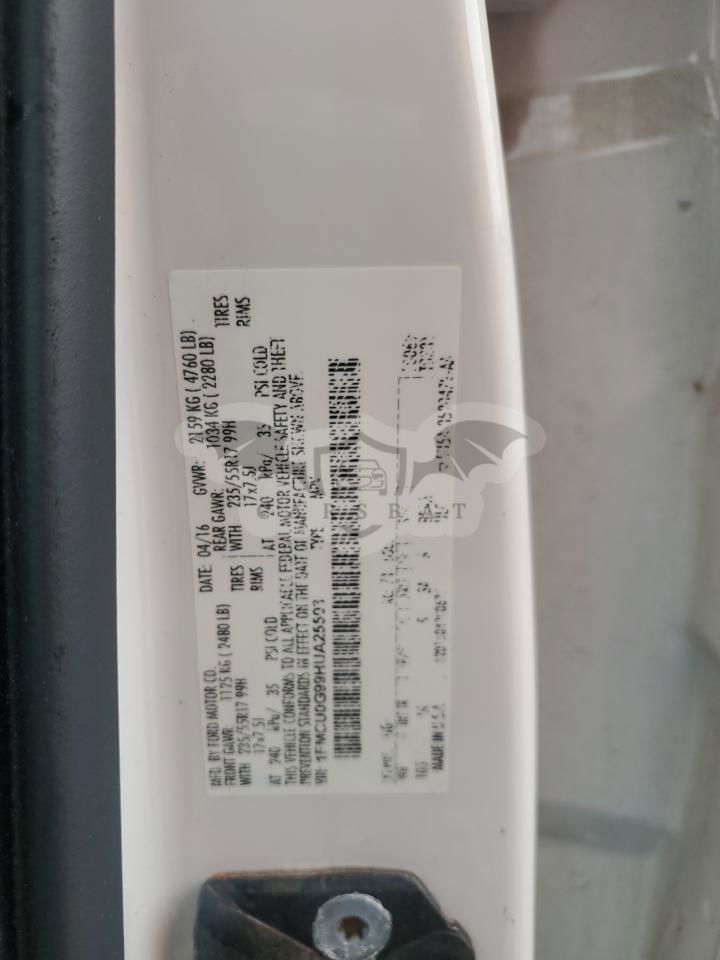 MFD. BY FORD MOTOR CO. DATE: 04/16 GVWR: 2159 KG ( 4760 LB)
FRONT GAWR: 1125 KG ( 2480 LB) REAR GAWR: 1034 KG ( 2280 LB)
WITH 235/55R17 99H TIRES WITH 235/55R17 99H TIRES
17x7.5J RIMS 17x7.5J RIMS
AT 240 kPa/ 35 PSI COLD AT 240 kPa/ 35 PSI COLD
THIS VEHICLE CONFORMS TO ALL APPLICABLE FEDERAL MOTOR VEHICLE SAFETY AND THEFT
PREVENTION STANDARDS IN EFFECT ON THE DATE OF MANUFACTURE SHOWN ABOVE.
VIN: 1FMCU0G99HUA25503 TYPE: MPV
MADE IN U.S.A.